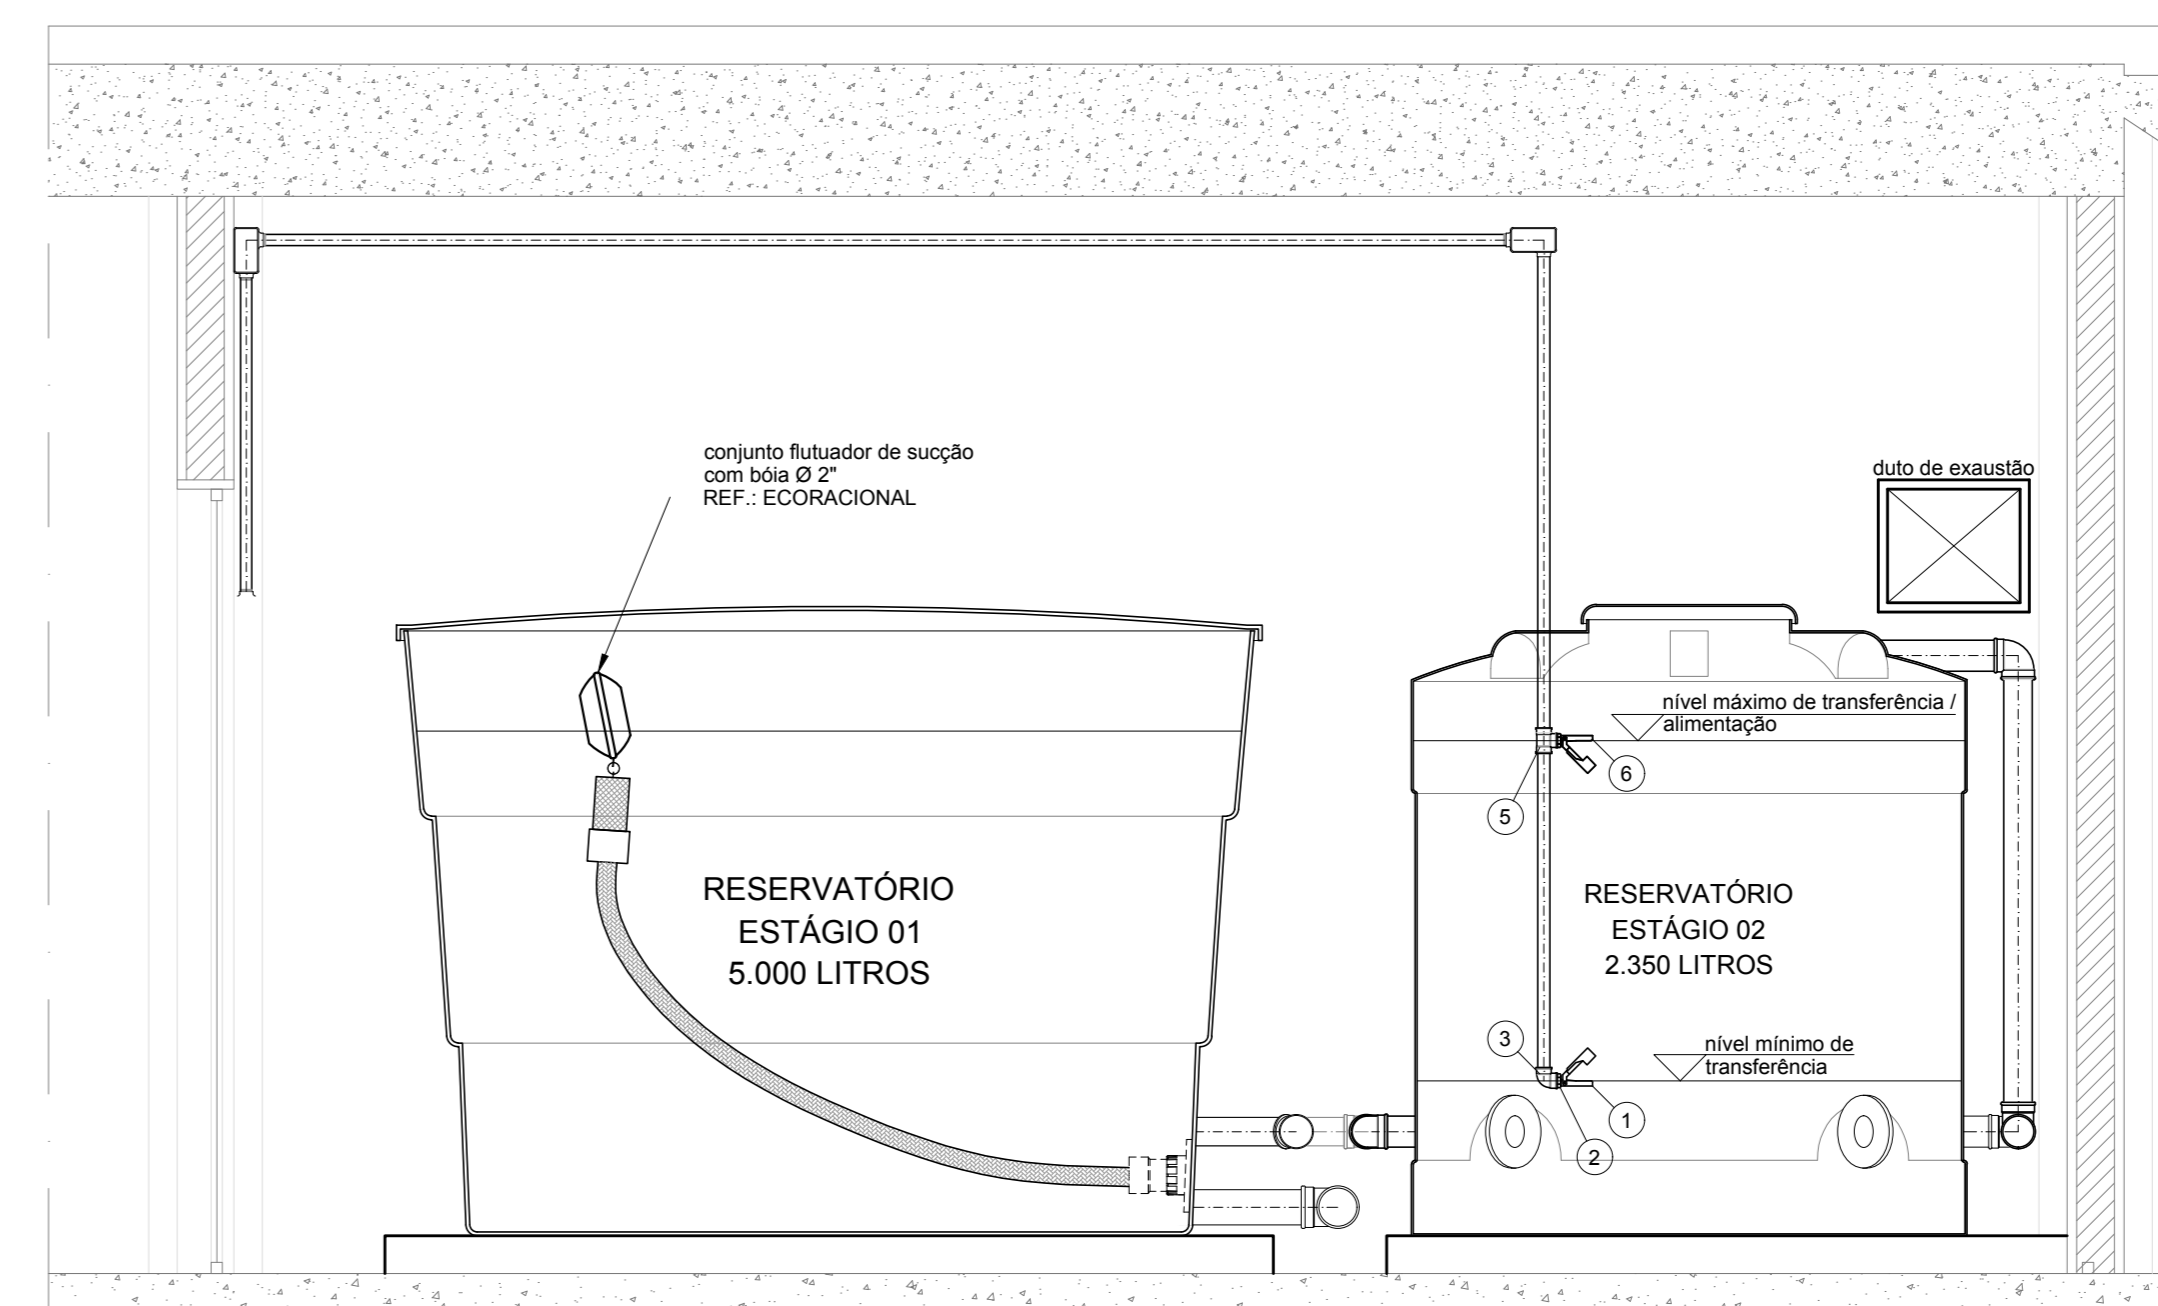 conjunto flutuador de sucção
com bóia Ø 2"
REF.: ECORACIONAL
duto de exaustão
nível máximo de transferência /
alimentação
6
5
RESERVATÓRIO
ESTÁGIO 01
5.000 LITROS
RESERVATÓRIO
ESTÁGIO 02
2.350 LITROS
3
nível mínimo de
transferência
1
2